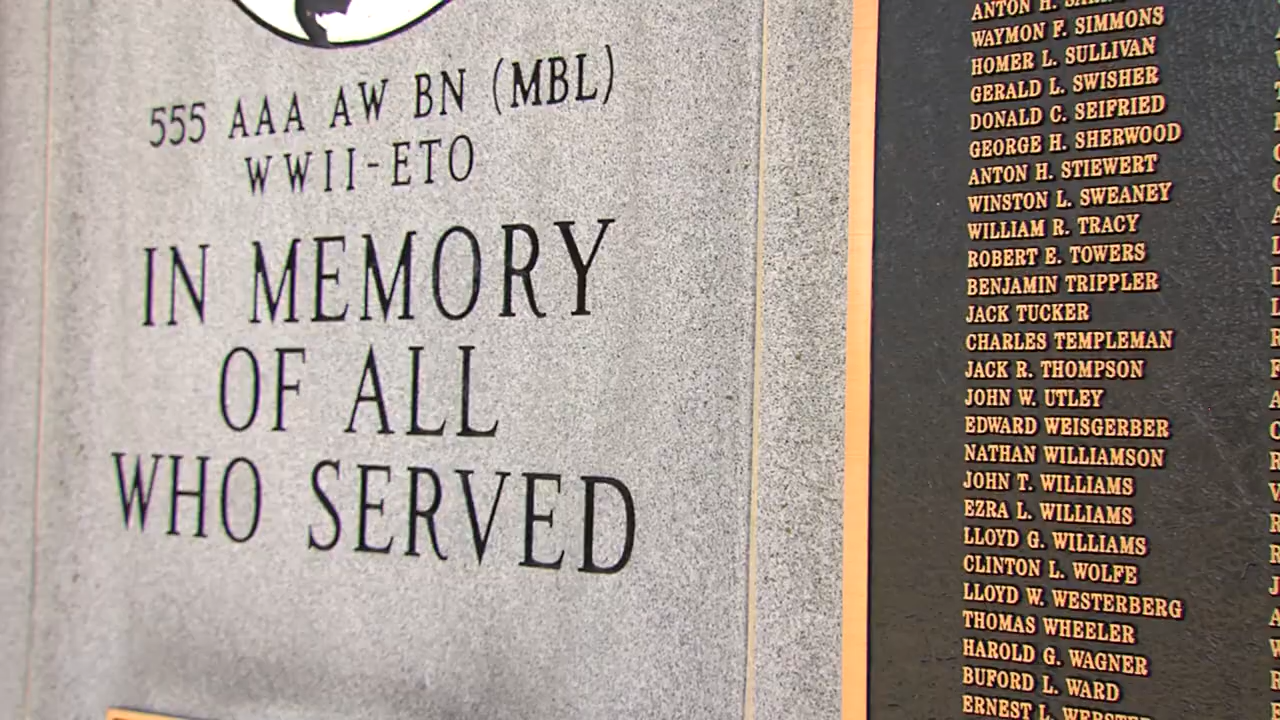 555 AAA AW BN (MBL)
WWII-ETO
IN MEMORY
OF ALL
WHO SERVED
ANTON H.
WAYMON F. SIMMONS
HOMER L. SULLIVAN
GERALD L. SWISHER
DONALD C. SEIFRIED
GEORGE H. SHERWOOD
ANTON H. STIEWERT
WINSTON L. SWEANEY
WILLIAM R. TRACY
ROBERT E. TOWERS
BENJAMIN TRIPPLER
JACK TUCKER
CHARLES TEMPLEMAN
JACK R. THOMPSON
JOHN W. UTLEY
EDWARD WEISGERBER
NATHAN WILLIAMSON
JOHN T. WILLIAMS
EZRA L. WILLIAMS
LLOYD G. WILLIAMS
CLINTON L. WOLFE
LLOYD W. WESTERBERG
THOMAS WHEELER
HAROLD G. WAGNER
BUFORD L. WARD
ERNEST L.